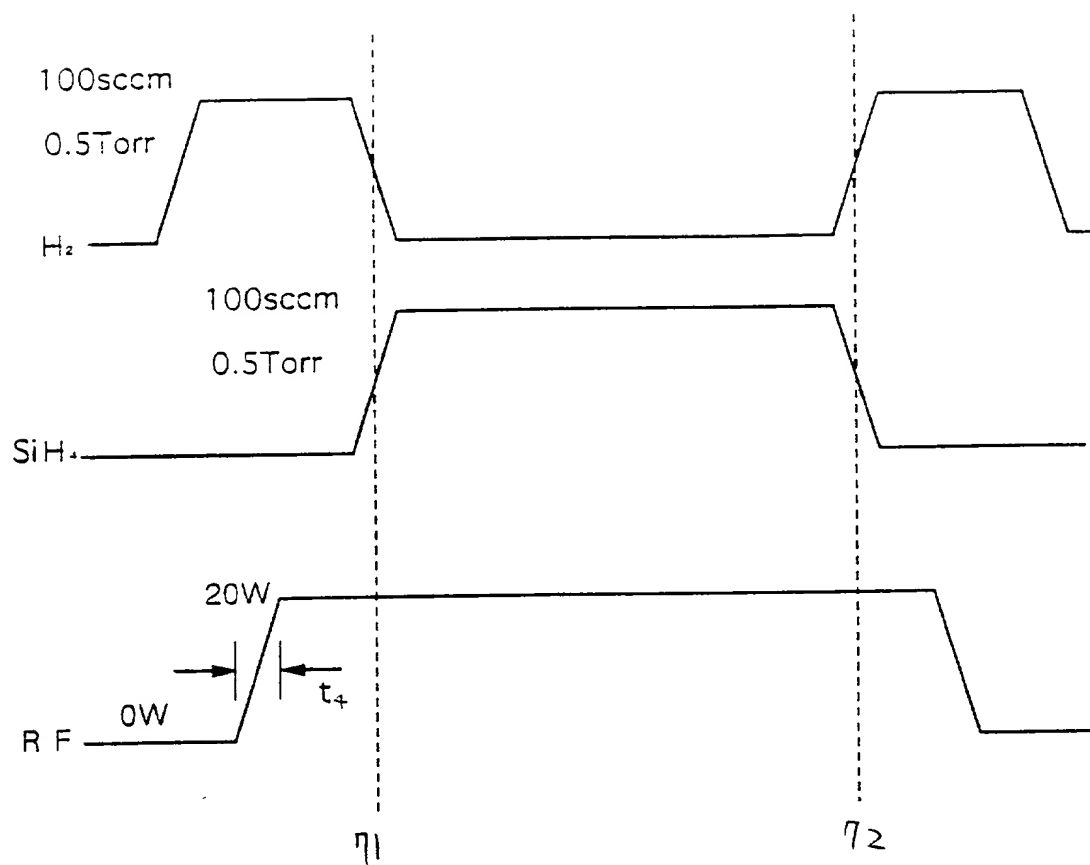 100sccm
0.5Torr
H₂
100sccm
0.5Torr
SiH₄
20W
t₄
0W
RF
η1
η2